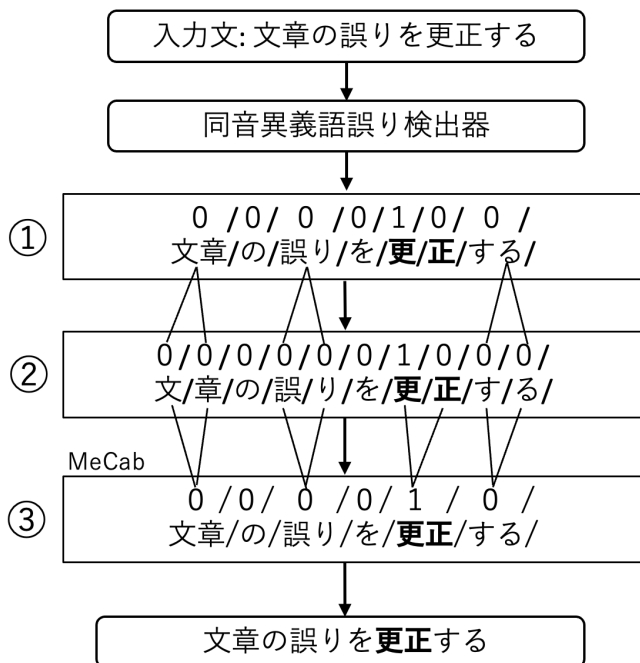 入力文: 文章の誤りを更正する
同音異義語誤り検出器
①
0 /0/ 0 /0/1/0/ 0 /
文章/の/誤り/を/更/正/する/
②
0/0/0/0/0/0/1/0/0/0/
文/章/の/誤/り/を/更/正/す/る/
MeCab
③
0 /0/ 0 /0/ 1 / 0 /
文章/の/誤り/を/更正/する/
文章の誤りを更正する